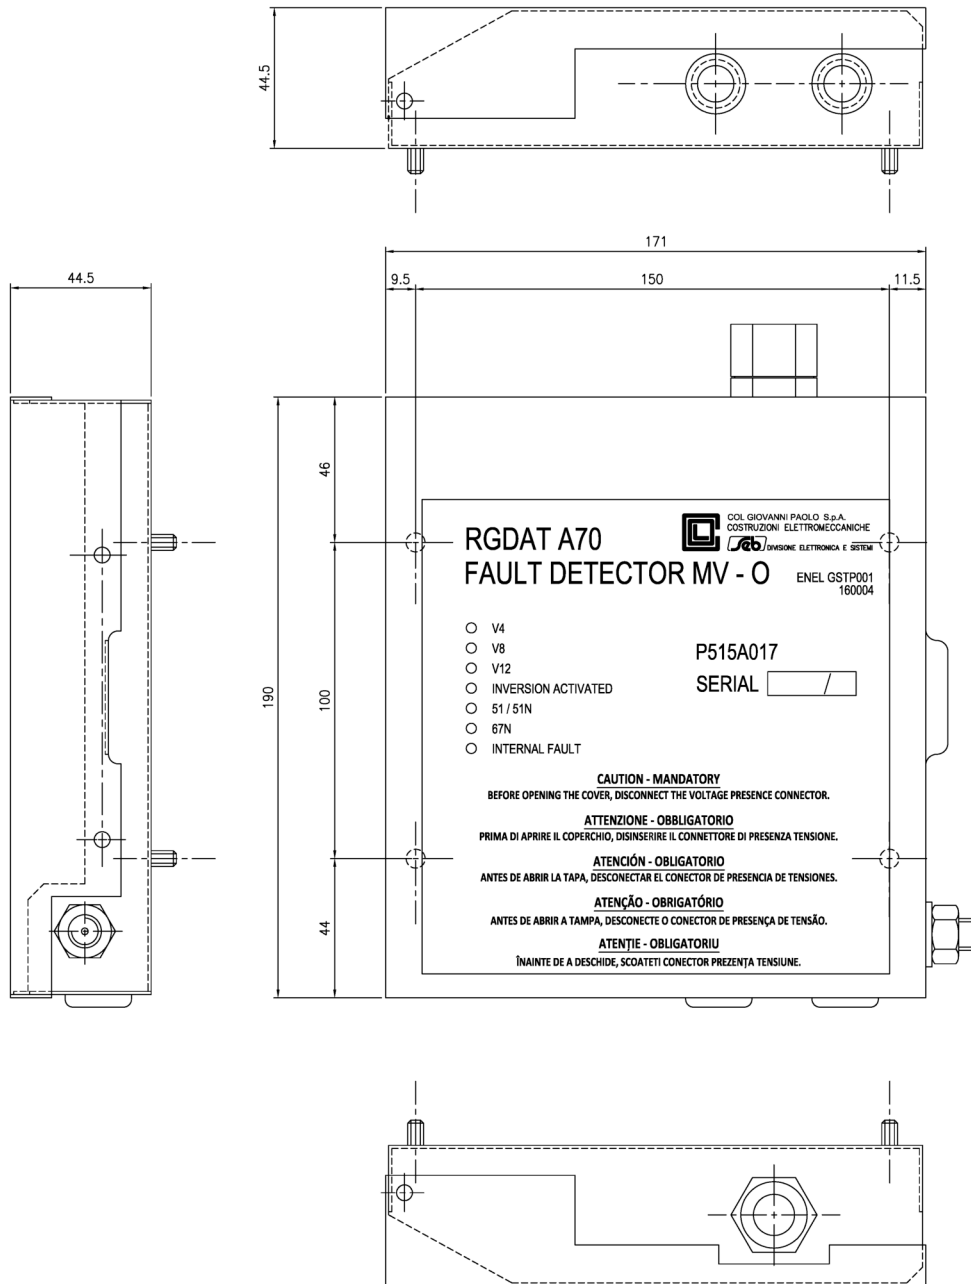 44.5
171
9.5
150
11.5
44.5
46
190
100
44
RGDAT A70
FAULT DETECTOR MV - O
COL GIOVANNI PAOLO S.p.A.
COSTRUZIONI ELETTROMECCANICHE
Seb DIVISIONE ELETTRONICA E SISTEMI
ENEL GSTP001
160004
V4
V8
V12
INVERSION ACTIVATED
51 / 51N
67N
INTERNAL FAULT
P515A017
SERIAL /
CAUTION - MANDATORY
BEFORE OPENING THE COVER, DISCONNECT THE VOLTAGE PRESENCE CONNECTOR.
ATTENZIONE - OBBLIGATORIO
PRIMA DI APRIRE IL COPERCHIO, DISINSERIRE IL CONNETTORE DI PRESENZA TENSIONE.
ATENCIÓN - OBLIGATORIO
ANTES DE ABRIR LA TAPA, DESCONECTAR EL CONECTOR DE PRESENCIA DE TENSIONES.
ATENÇÃO - OBRIGATÓRIO
ANTES DE ABRIR A TAMPA, DESCONECTE O CONECTOR DE PRESENÇA DE TENSÃO.
ATENȚIE - OBLIGATORIU
ÎNAINTE DE A DESCHIDE, SCOATETI CONECTOR PREZENȚA TENSIUNE.